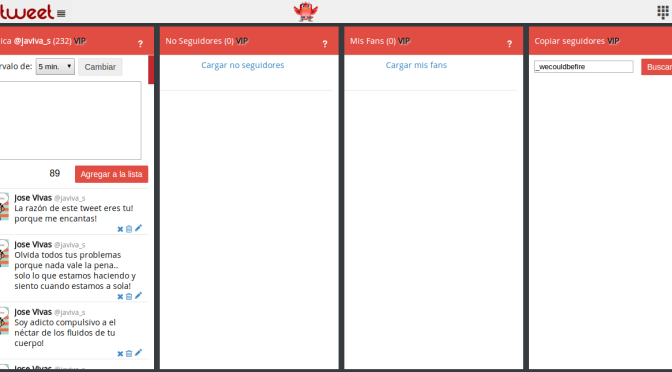 tweet
ica @javiva_s (232) VIP ?
rvalo de: 5 min. Cambiar
89 Agregar a la lista
Jose Vivas @javiva_s
La razón de este tweet eres tu!
porque me encantas!
Jose Vivas @javiva_s
Olvida todos tus problemas
porque nada vale la pena..
solo lo que estamos haciendo y
siento cuando estamos a sola!
Jose Vivas @javiva_s
Soy adicto compulsivo a el
néctar de los fluidos de tu
cuerpo!
Jose Vivas @javiva_s
No Seguidores (0) VIP ?
Cargar no seguidores
Mis Fans (0) VIP ?
Cargar mis fans
Copiar seguidores VIP
_wecouldbefire Buscar